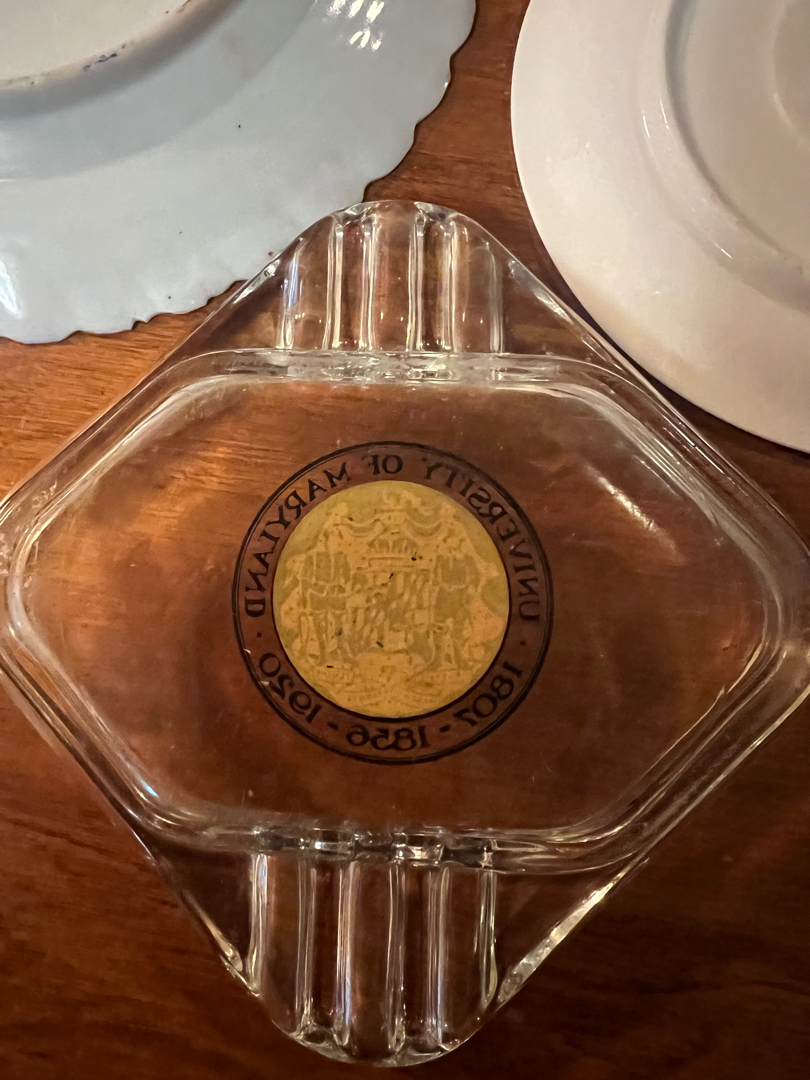 UNIVERSITY OF MARYLAND
· 1807 - 1856 - 1920 ·